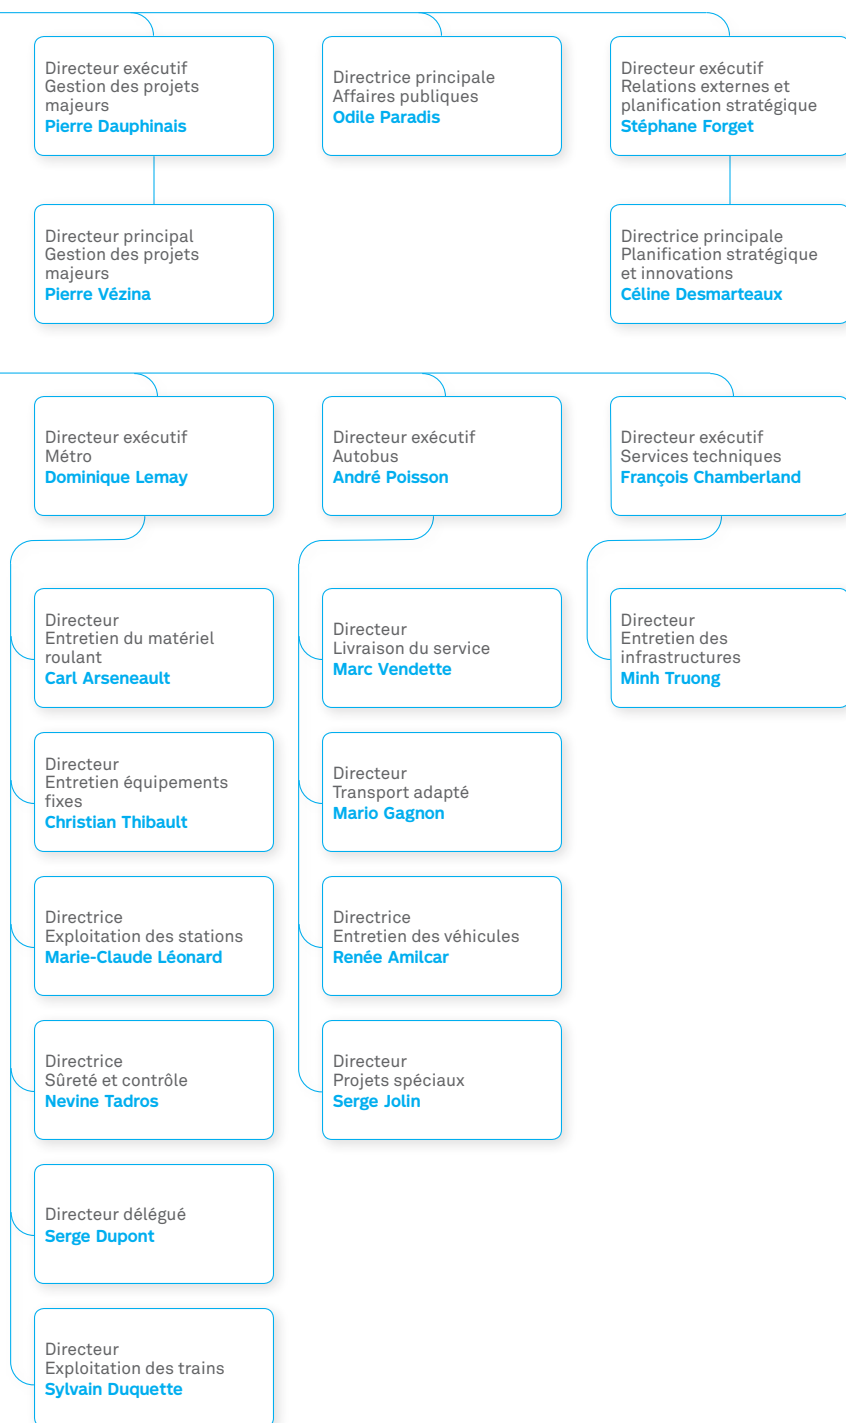 Directeur exécutif
Gestion des projets
majeurs
Pierre Dauphinais
Directrice principale
Affaires publiques
Odile Paradis
Directeur exécutif
Relations externes et
planification stratégique
Stéphane Forget
Directeur principal
Gestion des projets
majeurs
Pierre Vézina
Directrice principale
Planification stratégique
et innovations
Céline Desmarteaux
Directeur exécutif
Métro
Dominique Lemay
Directeur exécutif
Autobus
André Poisson
Directeur exécutif
Services techniques
François Chamberland
Directeur
Entretien du matériel
roulant
Carl Arseneault
Directeur
Livraison du service
Marc Vendette
Directeur
Entretien des
infrastructures
Minh Truong
Directeur
Entretien équipements
fixes
Christian Thibault
Directeur
Transport adapté
Mario Gagnon
Directrice
Exploitation des stations
Marie-Claude Léonard
Directrice
Entretien des véhicules
Renée Amilcar
Directrice
Sûreté et contrôle
Nevine Tadros
Directeur
Projets spéciaux
Serge Jolin
Directeur délégué
Serge Dupont
Directeur
Exploitation des trains
Sylvain Duquette